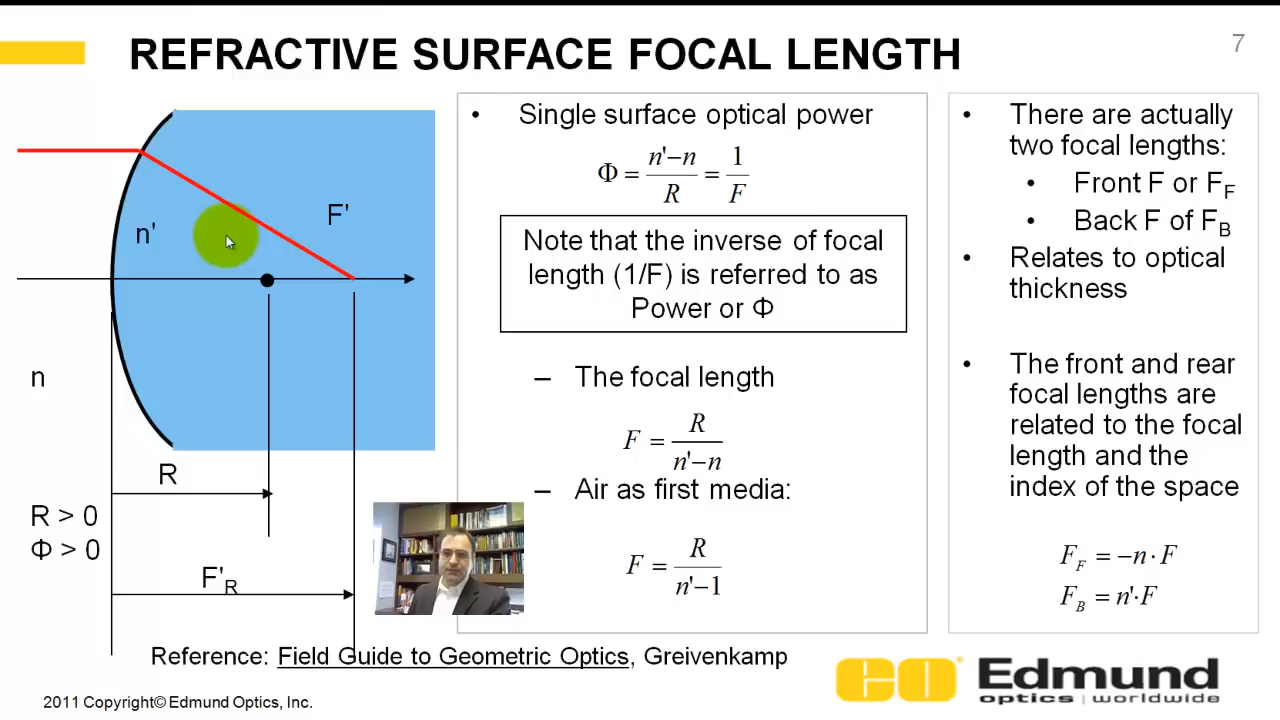 REFRACTIVE SURFACE FOCAL LENGTH
7
n'
F'
n
R
R > 0
Φ > 0
F'R
• Single surface optical power
Φ = n'−n / R = 1 / F
Note that the inverse of focal
length (1/F) is referred to as
Power or Φ
– The focal length
F = R / n'−n
– Air as first media:
F = R / n'−1
• There are actually
two focal lengths:
• Front F or FF
• Back F of FB
• Relates to optical
thickness
• The front and rear
focal lengths are
related to the focal
length and the
index of the space
FF = −n · F
FB = n'· F
Reference: Field Guide to Geometric Optics, Greivenkamp
2011 Copyright© Edmund Optics, Inc.
EO Edmund
optics | worldwide